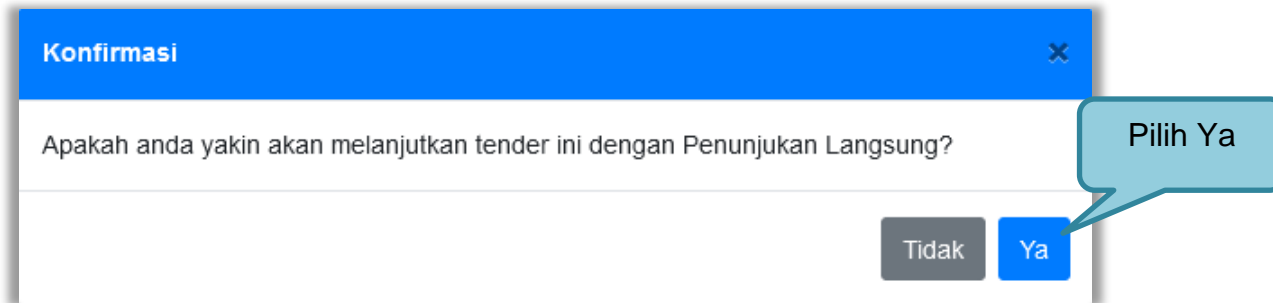 Konfirmasi
×
Apakah anda yakin akan melanjutkan tender ini dengan Penunjukan Langsung?
Pilih Ya
Tidak
Ya